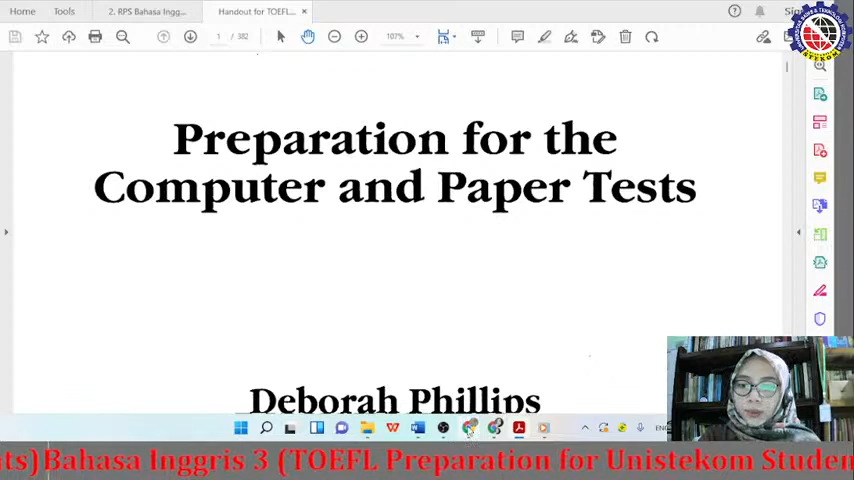 Home Tools 2. RPS Bahasa Ingg... Handout for TOEFL...
1 / 382 107%
Preparation for the
Computer and Paper Tests
Deborah Phillips
STEKOM
Bahasa Inggris 3 (TOEFL Preparation for Unistekom Studen